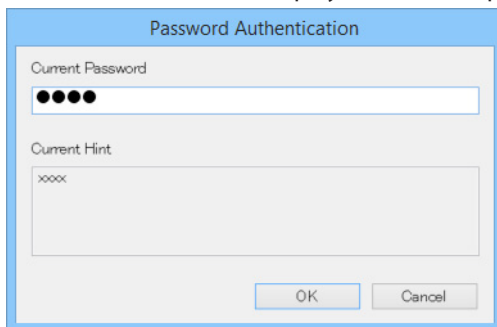 Password Authentication
Current Password
●●●●
Current Hint
xxxx
OK
Cancel